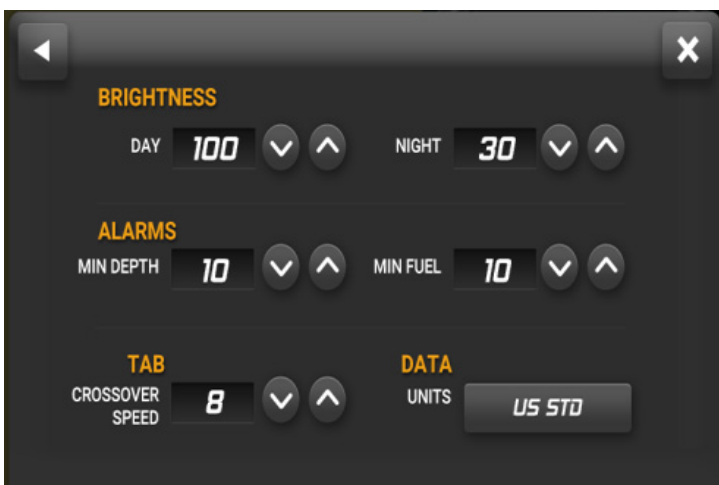 BRIGHTNESS
DAY 100 NIGHT 30
ALARMS
MIN DEPTH 10 MIN FUEL 10
TAB DATA
CROSSOVER SPEED 8 UNITS US STD